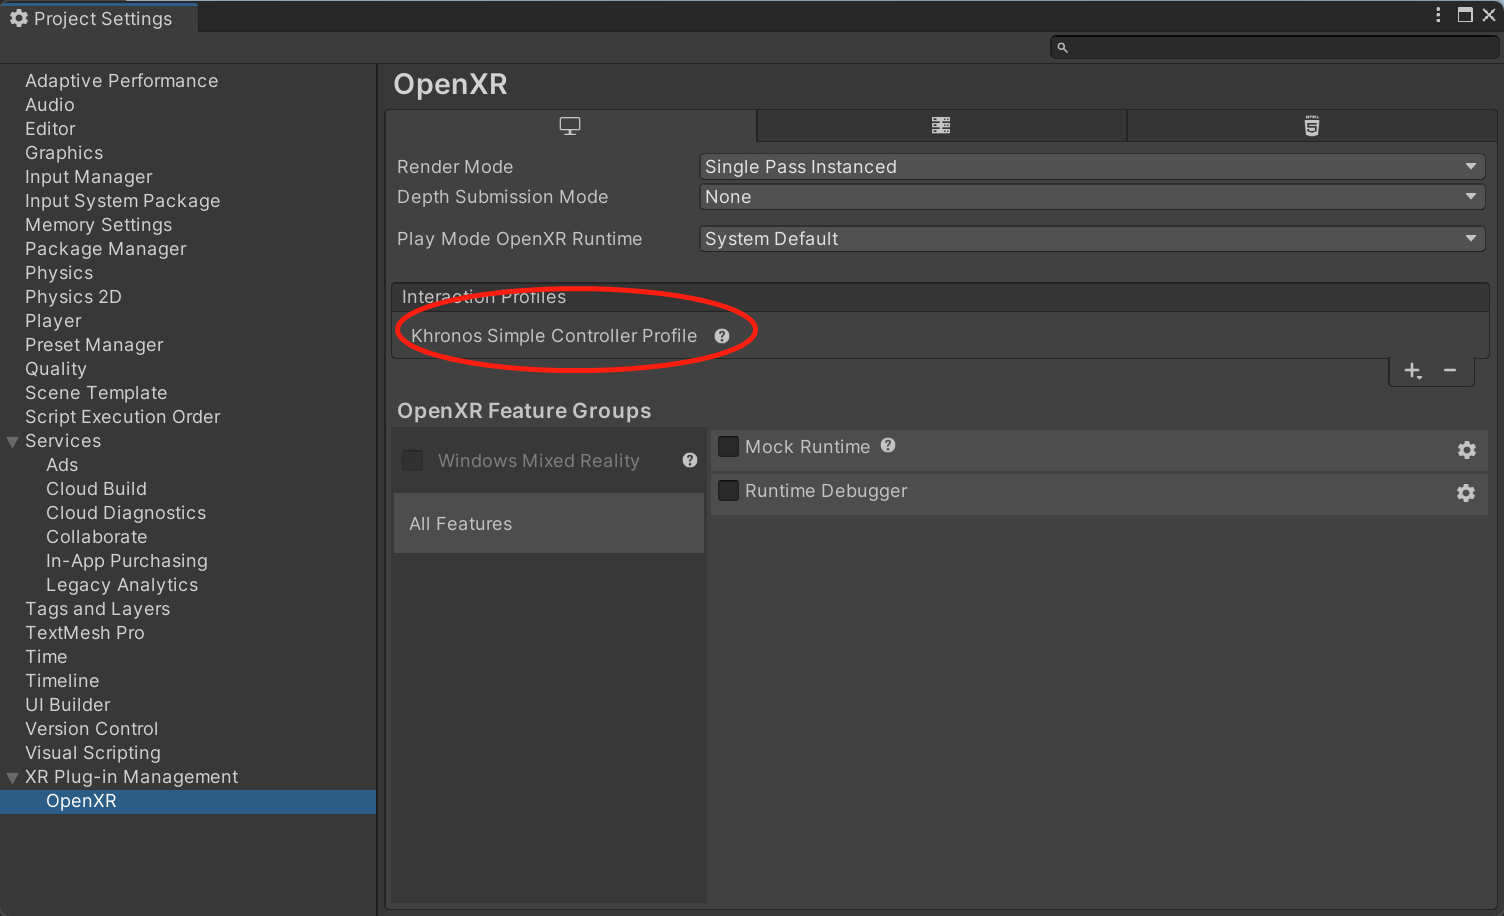 Project Settings
Adaptive Performance
Audio
Editor
Graphics
Input Manager
Input System Package
Memory Settings
Package Manager
Physics
Physics 2D
Player
Preset Manager
Quality
Scene Template
Script Execution Order
Services
Ads
Cloud Build
Cloud Diagnostics
Collaborate
In-App Purchasing
Legacy Analytics
Tags and Layers
TextMesh Pro
Time
Timeline
UI Builder
Version Control
Visual Scripting
XR Plug-in Management
OpenXR
OpenXR
HTML 5
Render Mode Single Pass Instanced
Depth Submission Mode None
Play Mode OpenXR Runtime System Default
Interaction Profiles
Khronos Simple Controller Profile ?
OpenXR Feature Groups
Windows Mixed Reality ?
All Features
Mock Runtime ?
Runtime Debugger